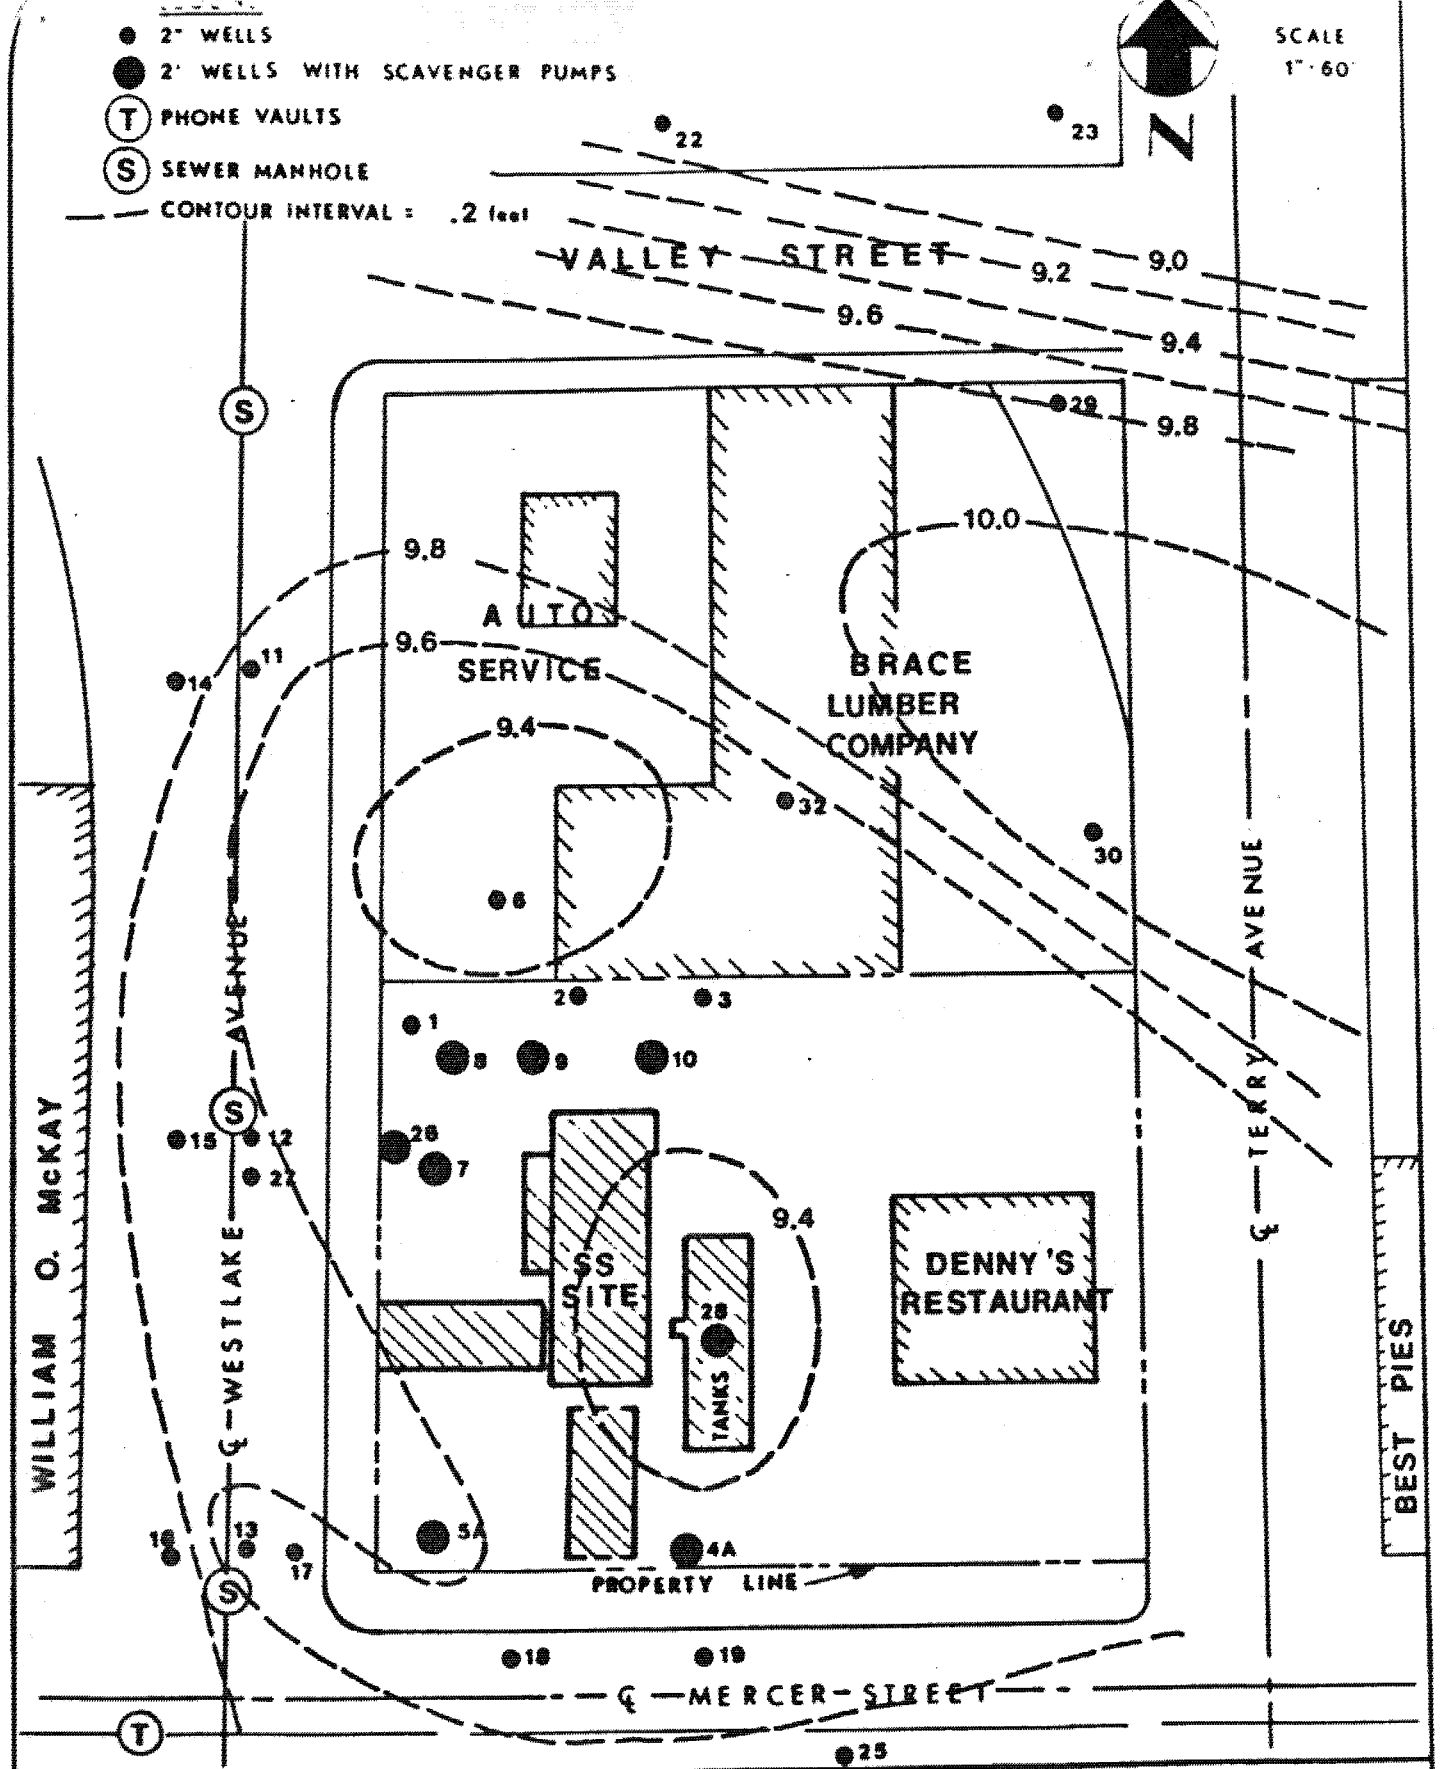 2" WELLS
2' WELLS WITH SCAVENGER PUMPS
T PHONE VAULTS
S SEWER MANHOLE
CONTOUR INTERVAL = .2 feet
SCALE
1"·60'
N
22
23
VALLEY STREET
9.0
9.2
9.6
9.4
S
29
9.8
10.0
9.8
AUTO
9.6
SERVICE
11
14
BRACE
LUMBER
COMPANY
9.4
32
30
6
2
3
1
8
9
10
S
15
12
27
26
7
9.4
SS
SITE
28
TANKS
DENNY'S
RESTAURANT
WILLIAM O. McKAY
℄ WESTLAKE AVENUE
℄ TERRY AVENUE
BEST PIES
16
13
17
5A
4A
S
PROPERTY LINE
18
19
℄ MERCER STREET
T
25